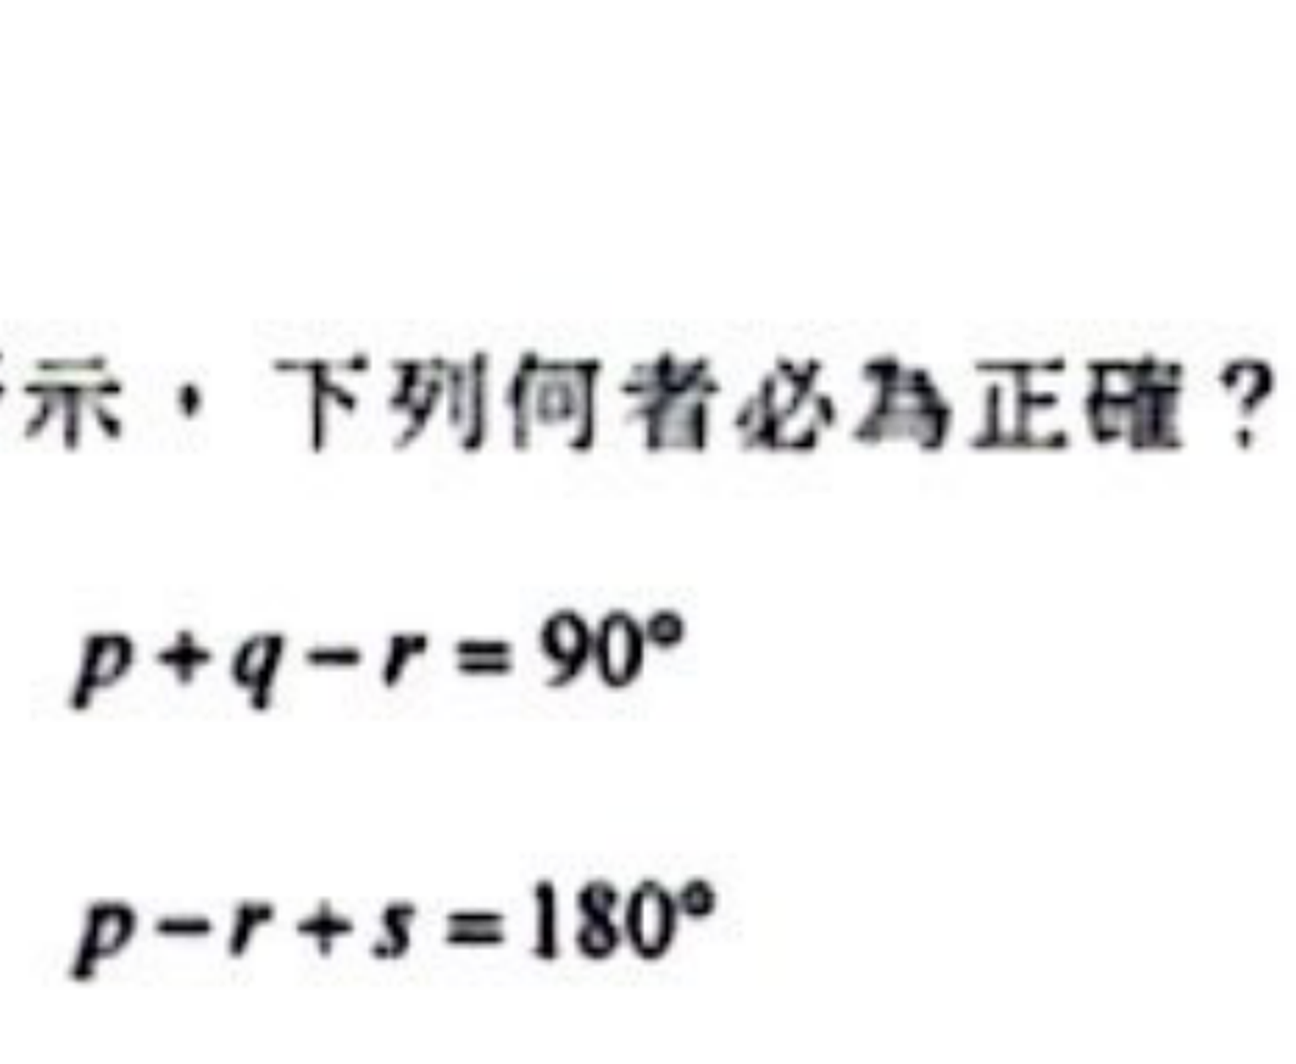 示，下列何者必為正確？
p + q − r = 90°
p − r + s = 180°